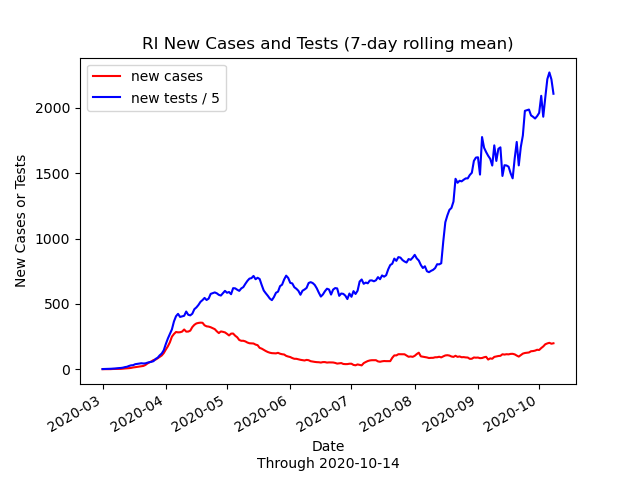 RI New Cases and Tests (7-day rolling mean)
new cases
new tests / 5
2000
1500
1000
500
0
New Cases or Tests
2020-03
2020-04
2020-05
2020-06
2020-07
2020-08
2020-09
2020-10
Date
Through 2020-10-14